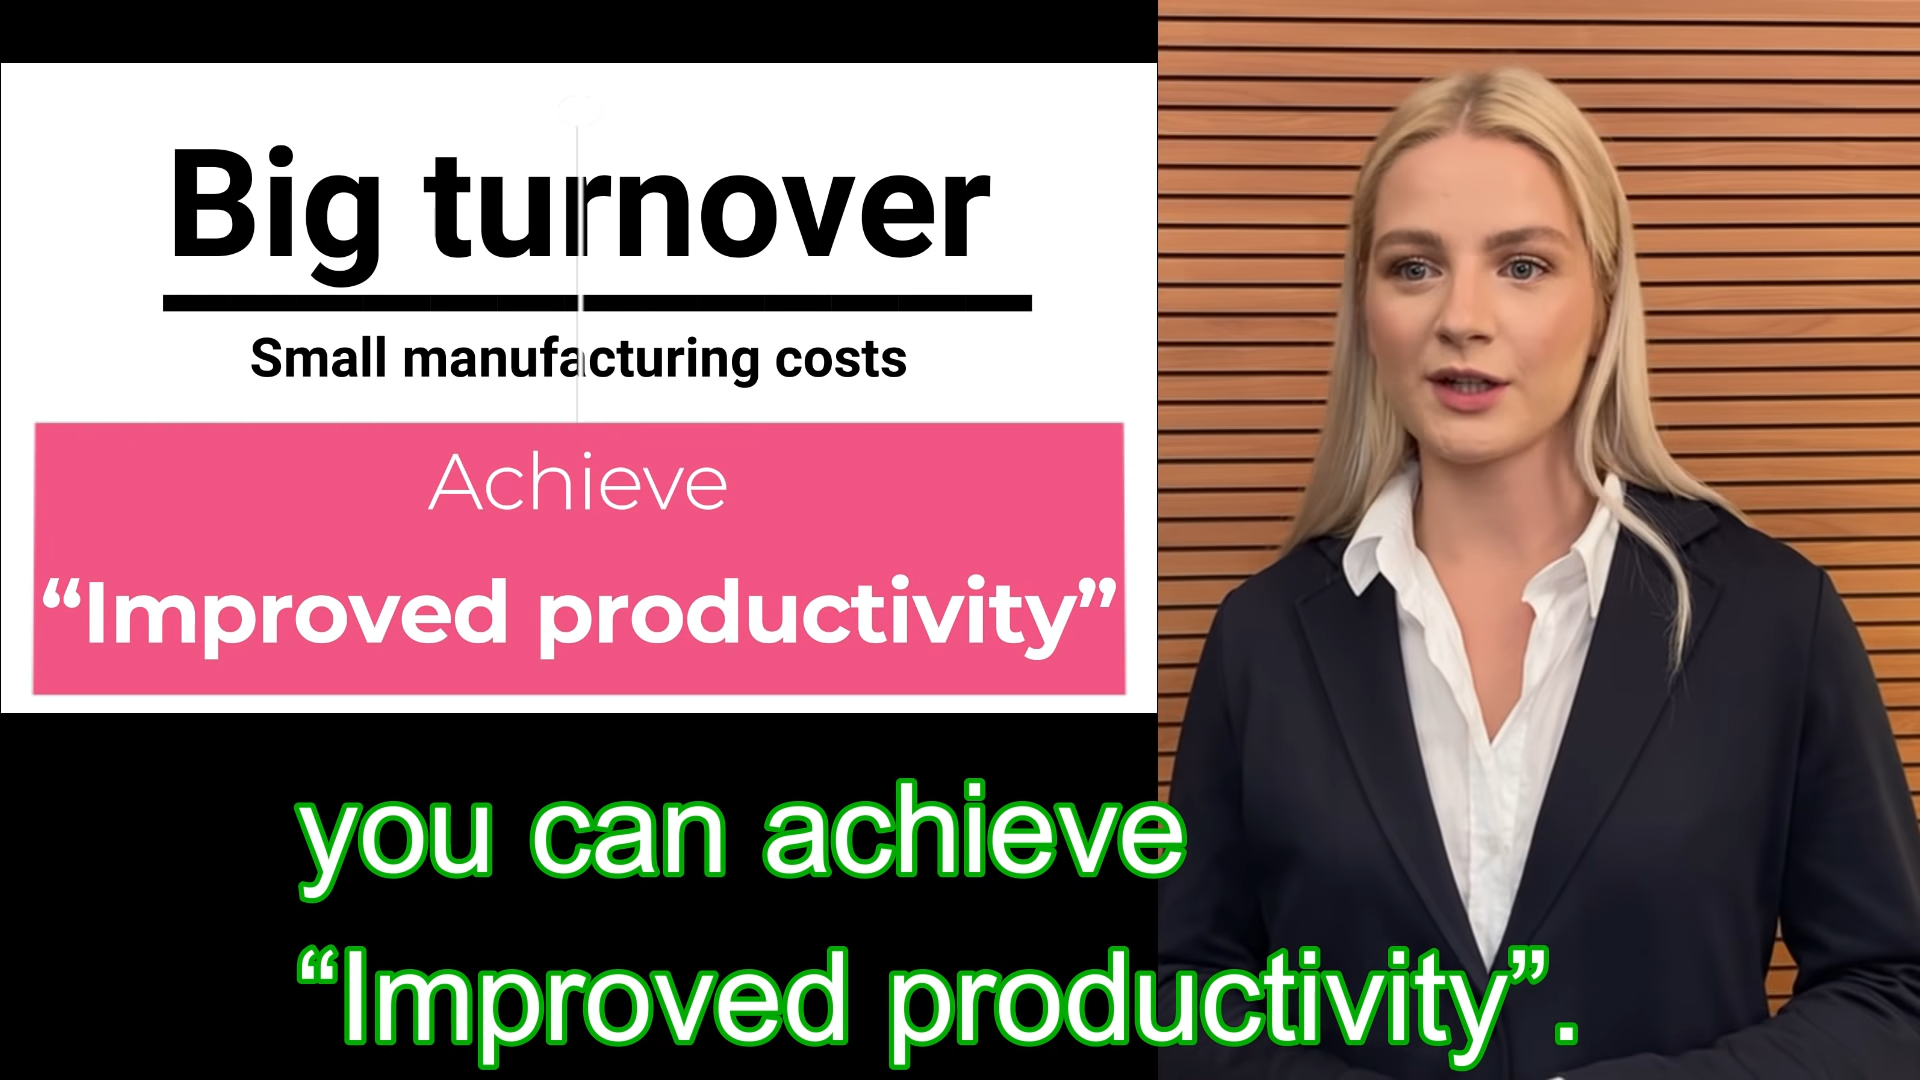 Big turnover
Small manufacturing costs
Achieve
“Improved productivity”
you can achieve
“Improved productivity”.